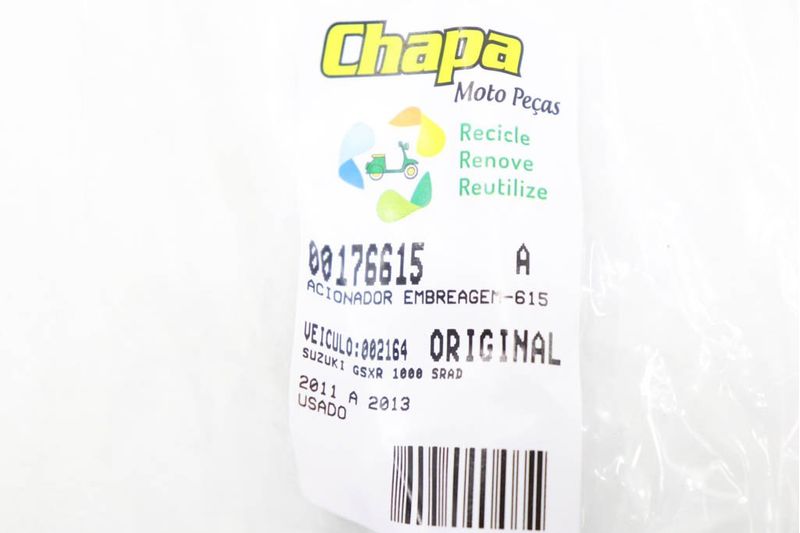 Chapa
Moto Peças
Recicle
Renove
Reutilize
00176615 A
ACIONADOR EMBREAGEM-615
VEICULO:002164 ORIGINAL
SUZUKI GSXR 1000 SRAD
2011 A 2013
USADO